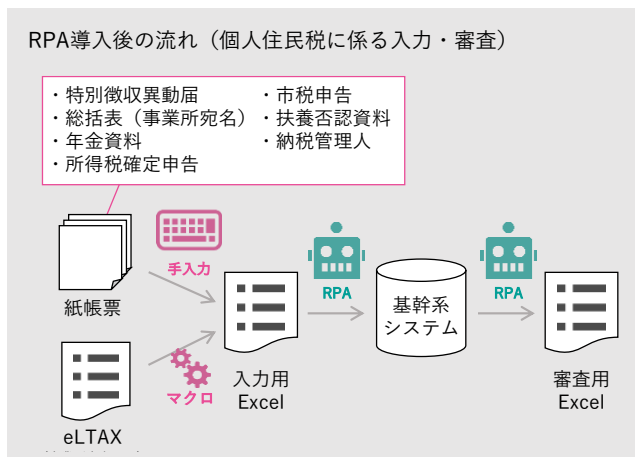 RPA導入後の流れ（個人住民税に係る入力・審査）
・特別徴収異動届
・総括表（事業所宛名）
・年金資料
・所得税確定申告
・市税申告
・扶養否認資料
・納税管理人
紙帳票
手入力
eLTAX
マクロ
入力用
Excel
RPA
基幹系
システム
RPA
審査用
Excel